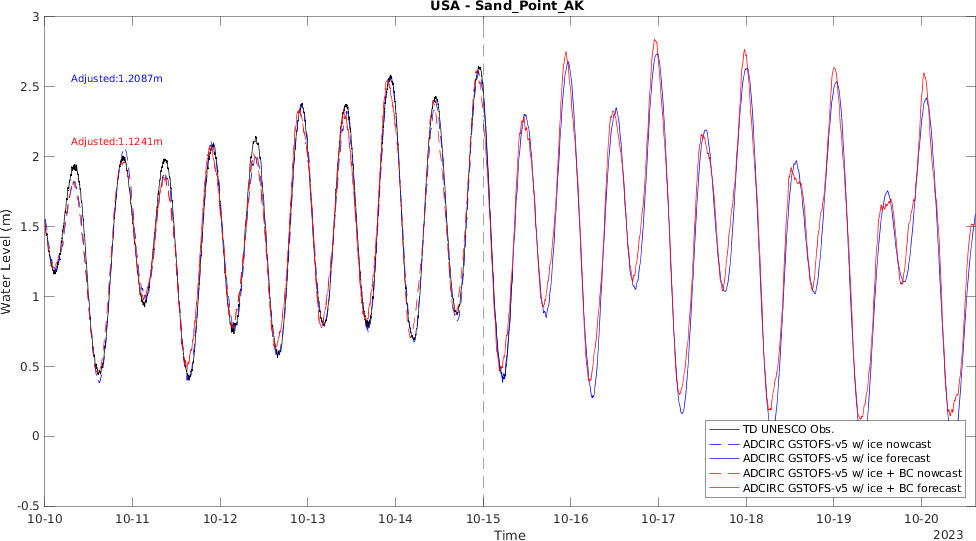 USA - Sand_Point_AK
3
2.5
2
1.5
1
0.5
0
-0.5
Water Level (m)
Adjusted:1.2087m
Adjusted:1.1241m
TD UNESCO Obs.
ADCIRC GSTOFS-v5 w/ ice nowcast
ADCIRC GSTOFS-v5 w/ ice forecast
ADCIRC GSTOFS-v5 w/ ice + BC nowcast
ADCIRC GSTOFS-v5 w/ ice + BC forecast
10-10 10-11 10-12 10-13 10-14 10-15 10-16 10-17 10-18 10-19 10-20
Time
2023